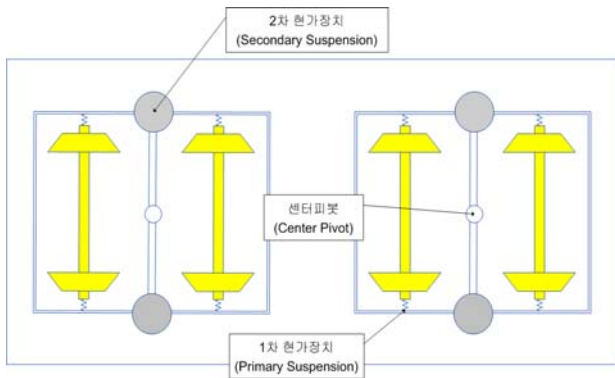 2차 현가장치
(Secondary Suspension)
센터피봇
(Center Pivot)
1차 현가장치
(Primary Suspension)